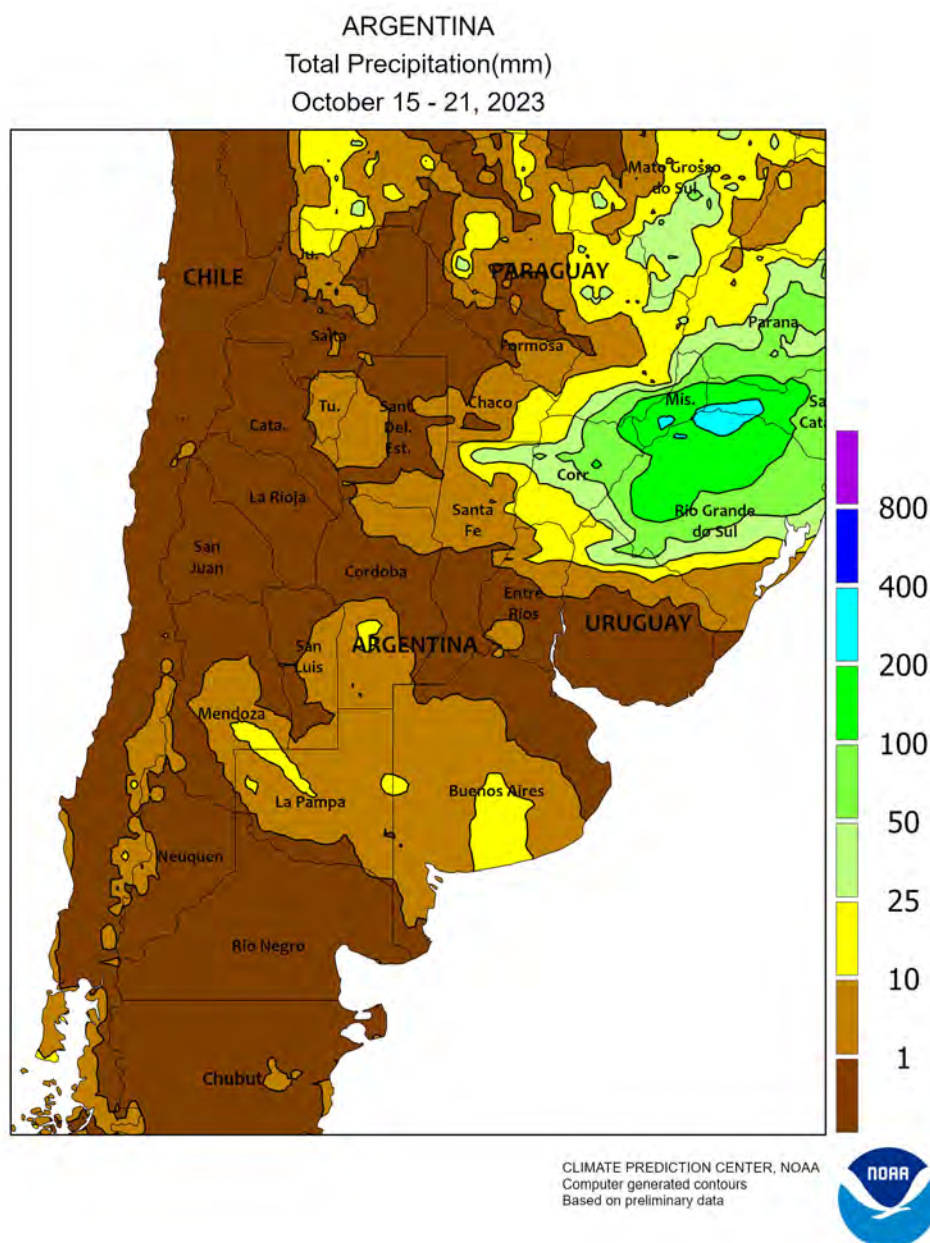 ARGENTINA
Total Precipitation(mm)
October 15 - 21, 2023
Mato Grosso
do Sul
Ju.
CHILE
PARAGUAY
Parana
Salta
Formosa
Tu.
Chaco
Mis.
Sant.
Del.
Est.
Sa
Cat.
Cata.
Corr
La Rioja
Santa
Fe
Rio Grande
do Sul
San
Juan
Cordoba
Entre
Rios
URUGUAY
San
Luis
ARGENTINA
Mendoza
La Pampa
Buenos Aires
Neuquen
Rio Negro
Chubut
800
400
200
100
50
25
10
1
CLIMATE PREDICTION CENTER, NOAA
Computer generated contours
Based on preliminary data
NOAA